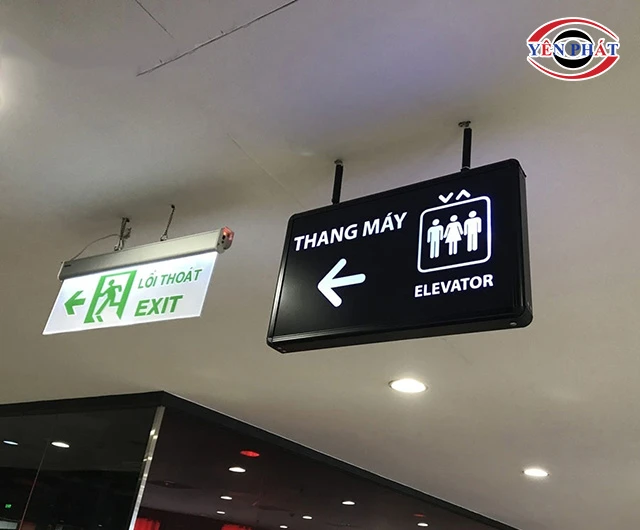 YÊN PHÁT
THANG MÁY
ELEVATOR
LỐI THOÁT
EXIT